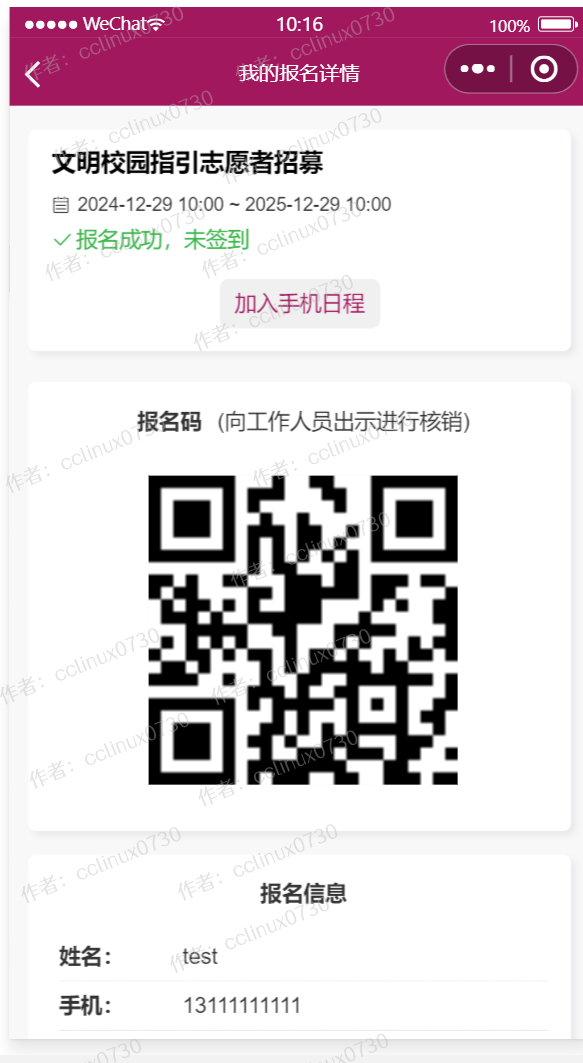 WeChat 10:16 100%
我的报名详情
文明校园指引志愿者招募
2024-12-29 10:00 ~ 2025-12-29 10:00
报名成功，未签到
加入手机日程
报名码 (向工作人员出示进行核销)
报名信息
姓名： test
手机： 13111111111
作者：cclinux0730